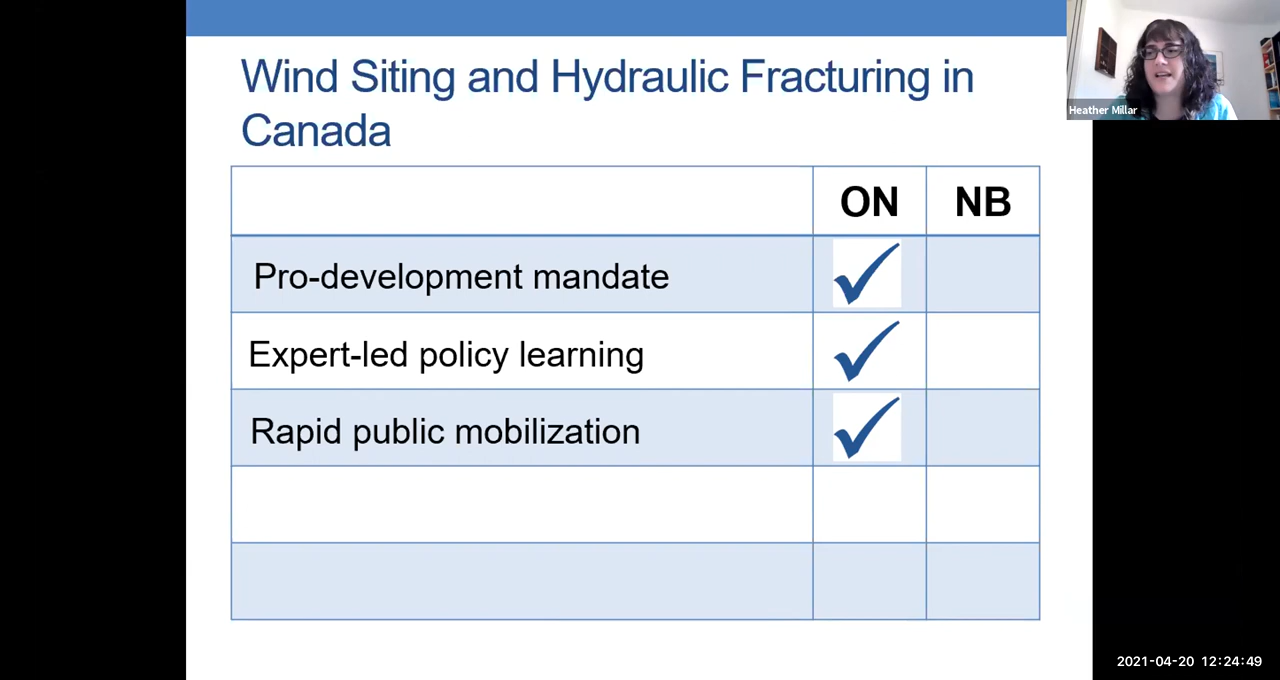 Wind Siting and Hydraulic Fracturing in
Canada
ON NB
Pro-development mandate
Expert-led policy learning
Rapid public mobilization
Heather Millar
2021-04-20 12:24:49